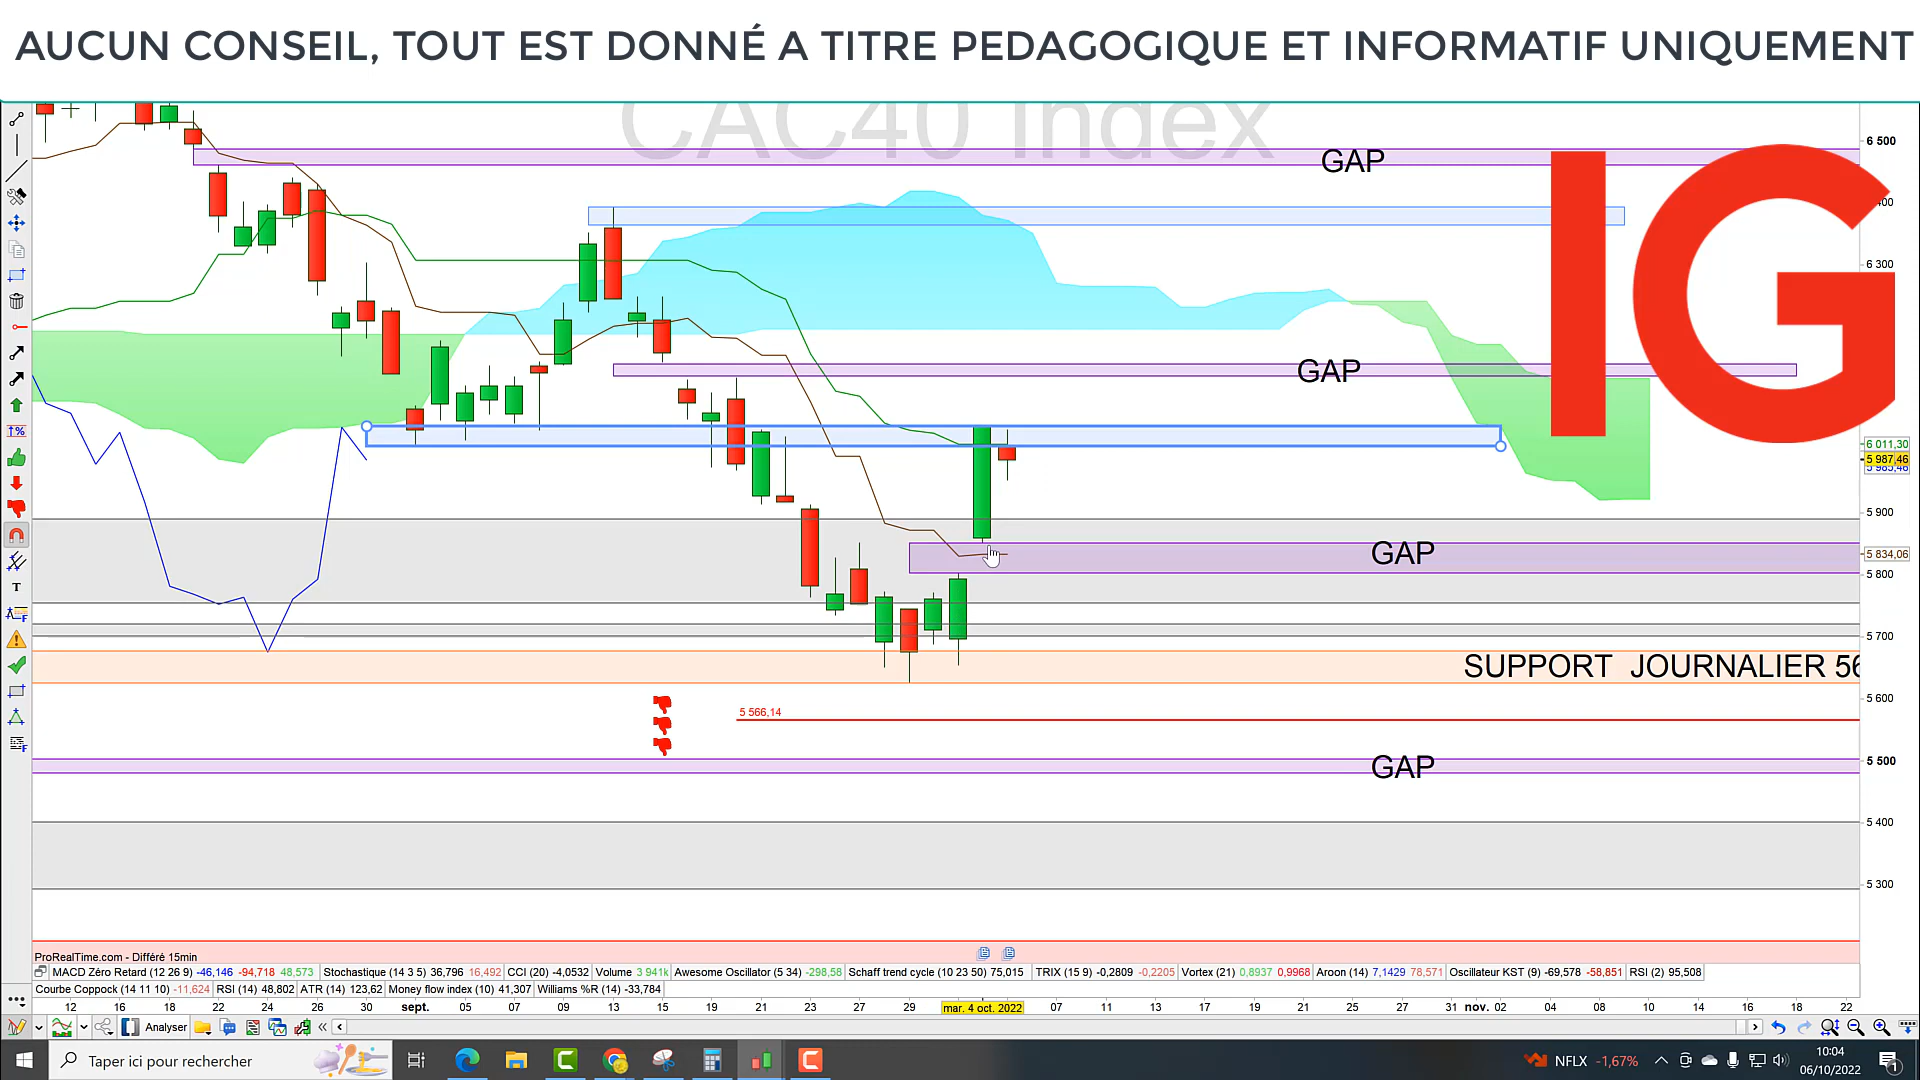 AUCUN CONSEIL, TOUT EST DONNÉ A TITRE PEDAGOGIQUE ET INFORMATIF UNIQUEMENT
CAC40 Index
6 500
GAP
IG
400
6 300
GAP
6 011,30
5 987,46
5 900
GAP
5 834,06
5 800
5 700
SUPPORT JOURNALIER 56
5 600
5 566,14
GAP
5 500
5 400
5 300
ProRealTime.com - Différé 15min
MACD Zéro Retard (12 26 9) -46,146 -94,718 48,573 Stochastique (14 3 5) 36,796 16,492 CCI (20) -4,0532 Volume 3 941k Awesome Oscillator (5 34) -298,58 Schaff trend cycle (10 23 50) 75,015 TRIX (15 9) -0,2809 -0,2205 Vortex (21) 0,8937 0,9968 Aroon (14) 7,1429 78,571 Oscillateur KST (9) -69,578 -58,851 RSI (2) 95,508
Courbe Coppock (14 11 10) -11,624 RSI (14) 48,802 ATR (14) 123,62 Money flow index (10) 41,307 Williams %R (14) -33,784
12 16 18 22 24 26 30 sept. 05 07 09 13 15 19 21 23 27 29 mar. 4 oct. 2022 07 11 13 17 19 21 25 27 31 nov. 02 04 08 10 14 16 18 22
Analyser
Taper ici pour rechercher
NFLX -1,67%
10:04
06/10/2022
1